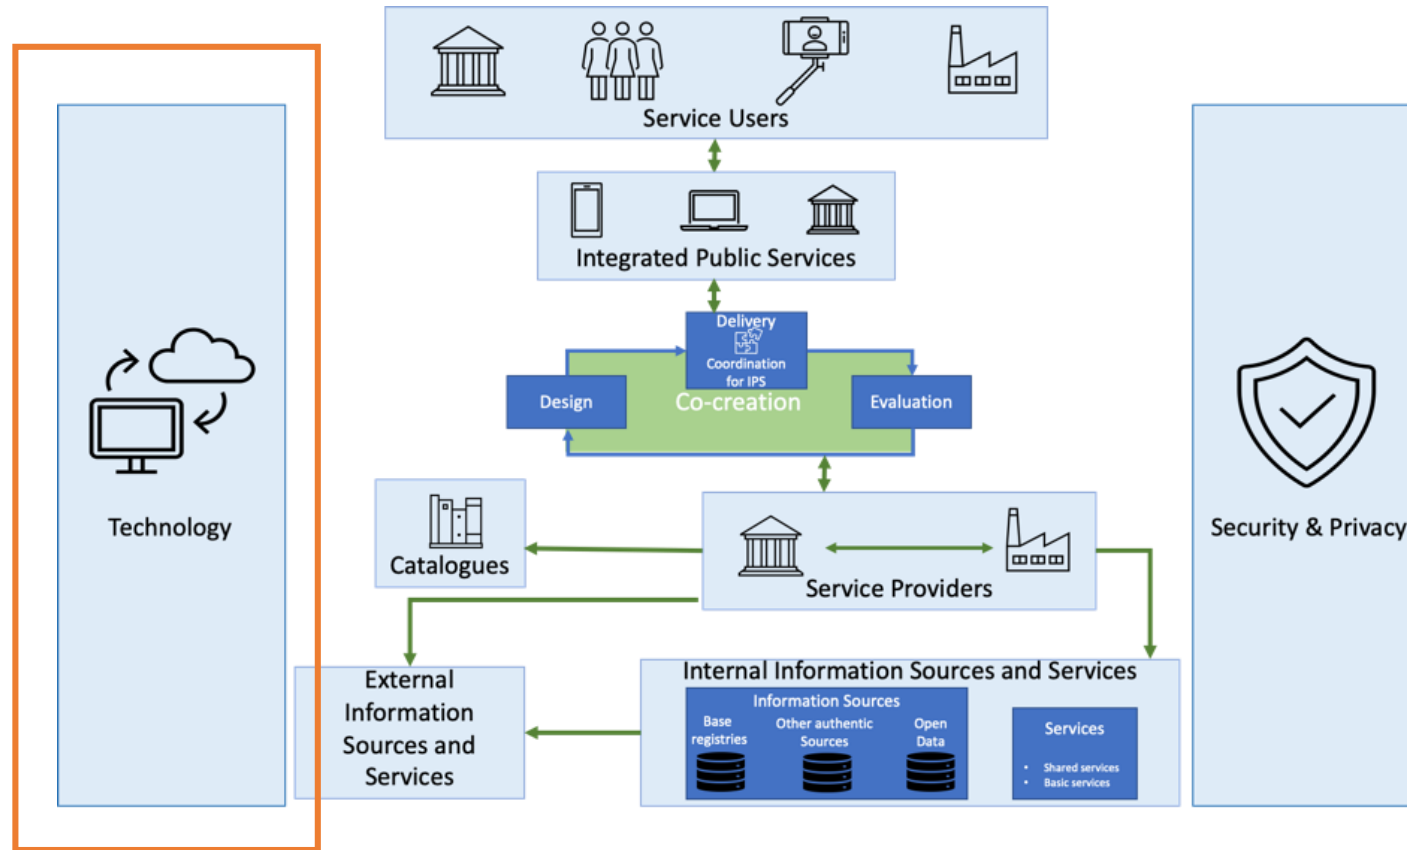 Service Users
Integrated Public Services
Delivery
Coordination
for IPS
Design
Co-creation
Evaluation
Technology
Security & Privacy
Catalogues
Service Providers
External
Information
Sources and
Services
Internal Information Sources and Services
Information Sources
Base
registries
Other authentic
Sources
Open
Data
Services
• Shared services
• Basic services